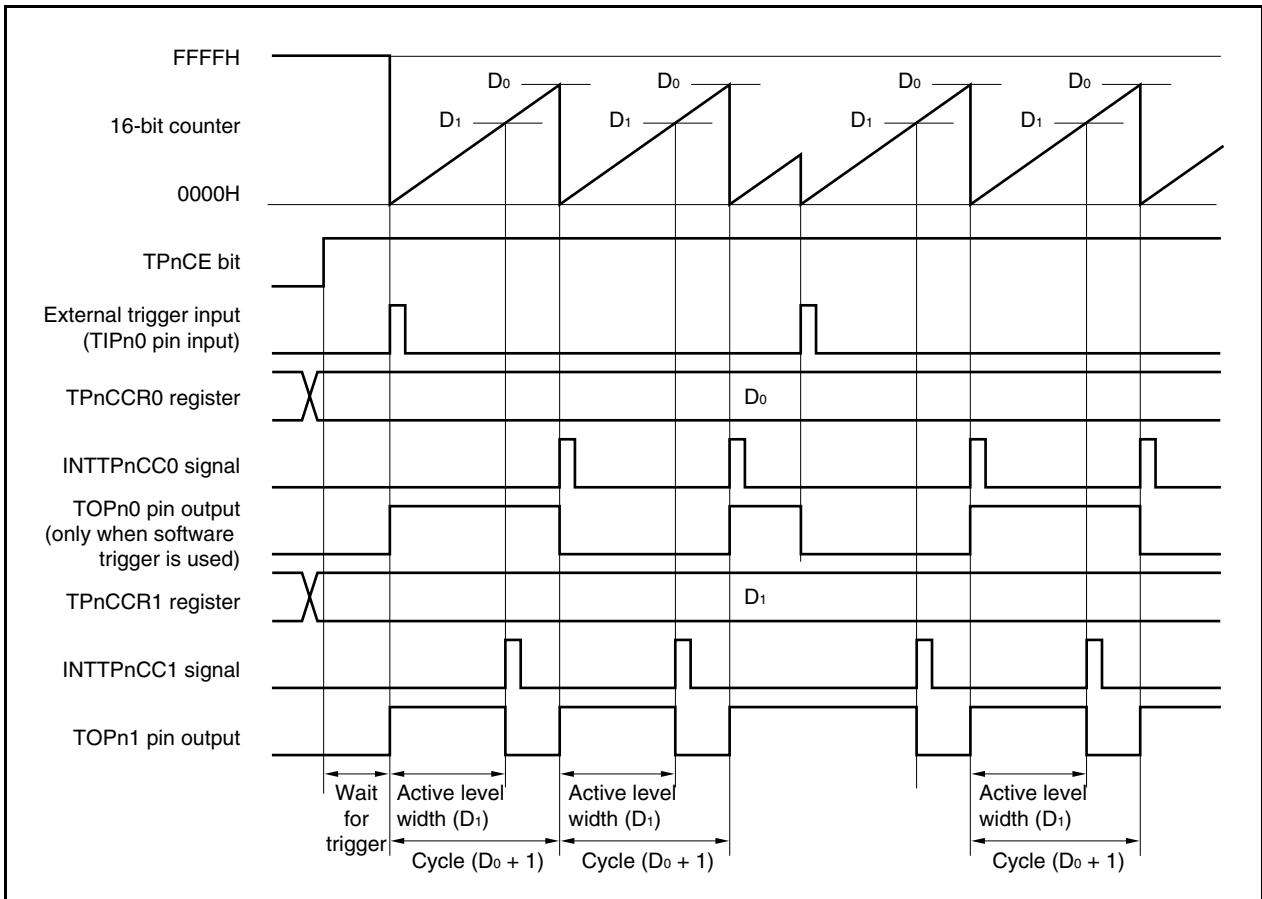 FFFFH
D₀
D₀
D₀
D₀
16-bit counter
D₁
D₁
D₁
D₁
0000H
TPnCE bit
External trigger input
(TIPn0 pin input)
TPnCCR0 register
D₀
INTTPnCC0 signal
TOPn0 pin output
(only when software
trigger is used)
TPnCCR1 register
D₁
INTTPnCC1 signal
TOPn1 pin output
Wait
for
trigger
Active level
width (D₁)
Active level
width (D₁)
Active level
width (D₁)
Cycle (D₀ + 1)
Cycle (D₀ + 1)
Cycle (D₀ + 1)